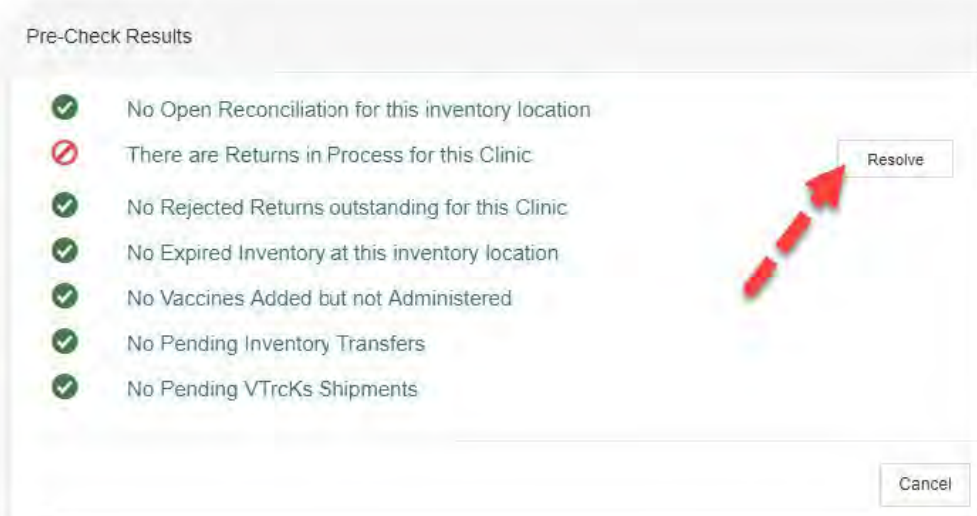 Pre-Check Results
No Open Reconciliation for this inventory location
There are Returns in Process for this Clinic
Resolve
No Rejected Returns outstanding for this Clinic
No Expired Inventory at this inventory location
No Vaccines Added but not Administered
No Pending Inventory Transfers
No Pending VTrcKs Shipments
Cancel